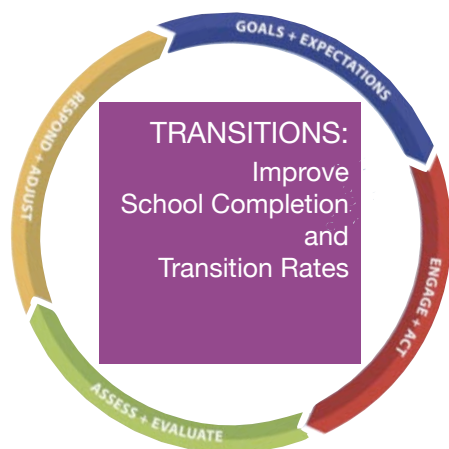 GOALS + EXPECTATIONS
TRANSITIONS:
Improve
School Completion
and
Transition Rates
ENGAGE + ACT
ASSESS + EVALUATE
RESPOND + ADJUST